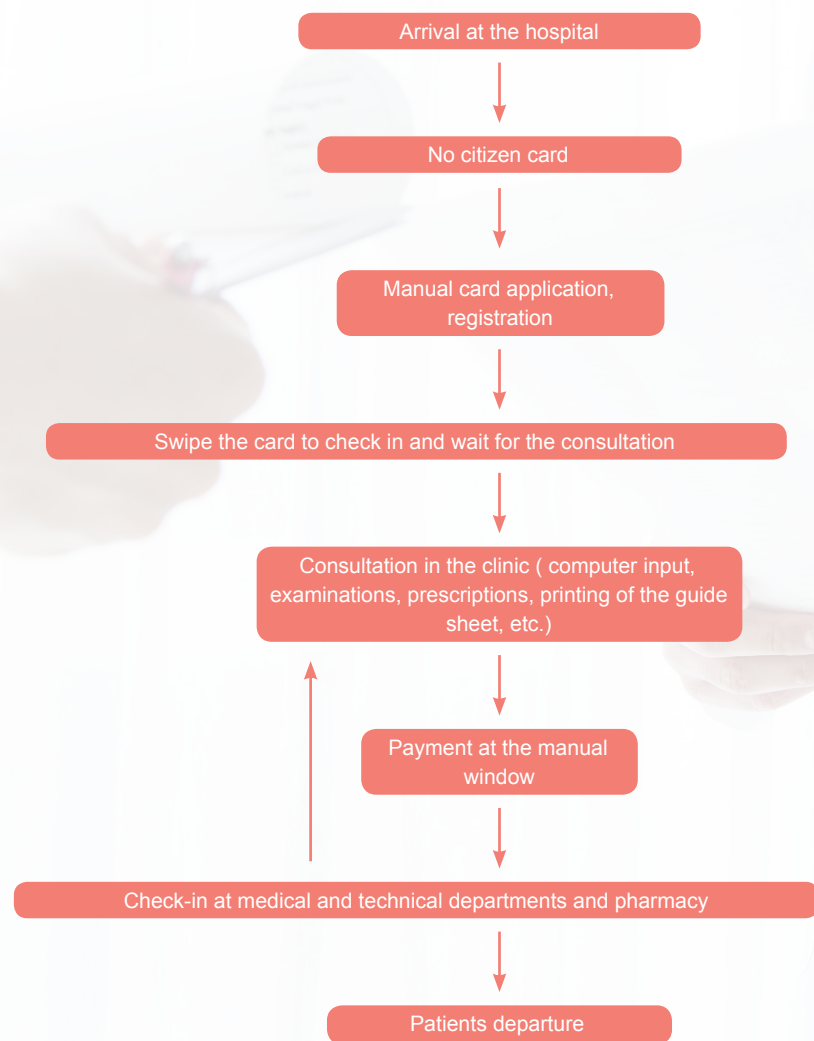 Arrival at the hospital
No citizen card
Manual card application,
registration
Swipe the card to check in and wait for the consultation
Consultation in the clinic ( computer input,
examinations, prescriptions, printing of the guide
sheet, etc.)
Payment at the manual
window
Check-in at medical and technical departments and pharmacy
Patients departure